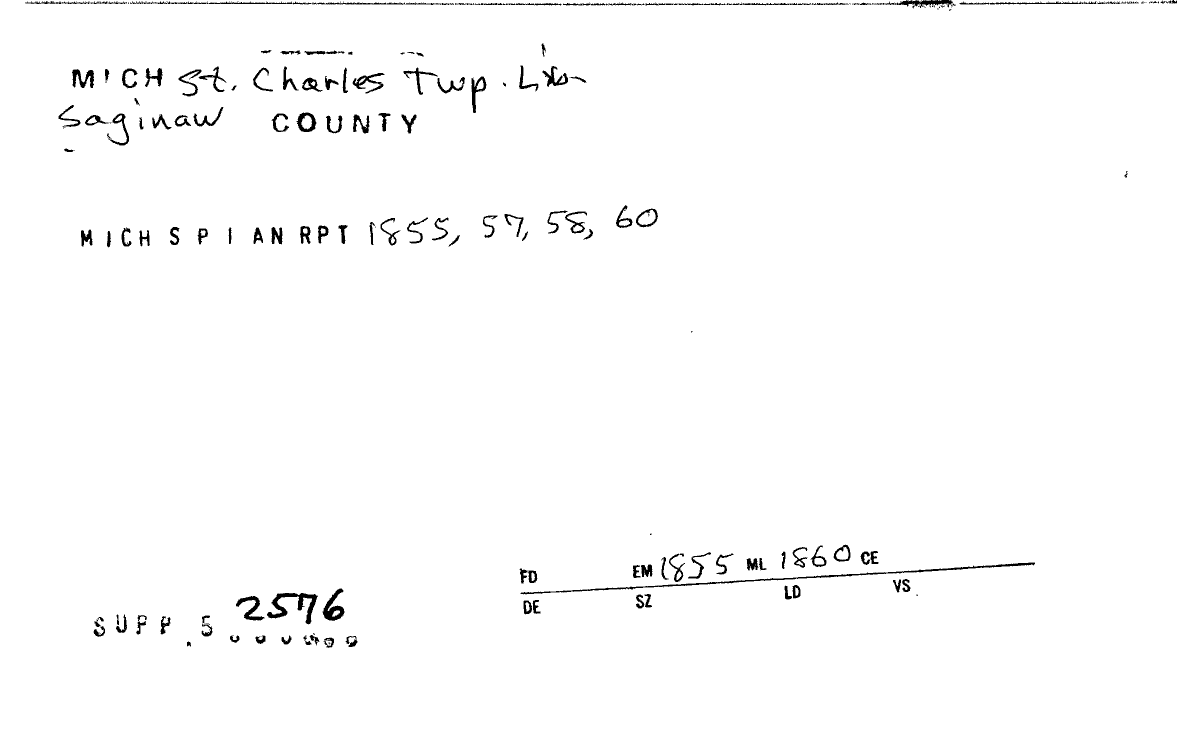 MICH St. Charles Twp. Lib
Saginaw COUNTY
MICH S P I AN RPT 1855, 57, 58, 60
FD EM 1855 ML 1860 CE
DE SZ LD VS
SUPP. 5 2576